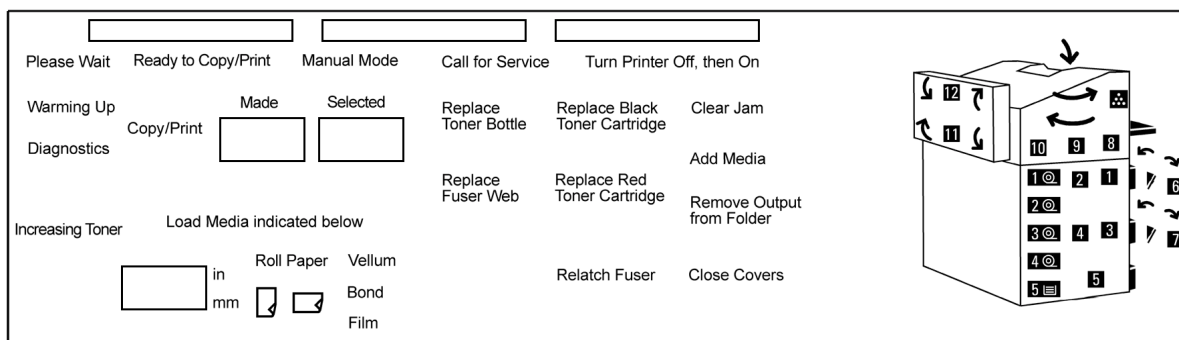 Please Wait
Ready to Copy/Print
Manual Mode
Call for Service
Turn Printer Off, then On
Warming Up
Diagnostics
Copy/Print
Made
Selected
Replace
Toner Bottle
Replace Black
Toner Cartridge
Clear Jam
Add Media
Replace
Fuser Web
Replace Red
Toner Cartridge
Remove Output
from Folder
Increasing Toner
Load Media indicated below
in
mm
Roll Paper
Vellum
Bond
Film
Relatch Fuser
Close Covers
12
11
10
9
8
1
2
1
6
2
3
4
3
7
4
5
5